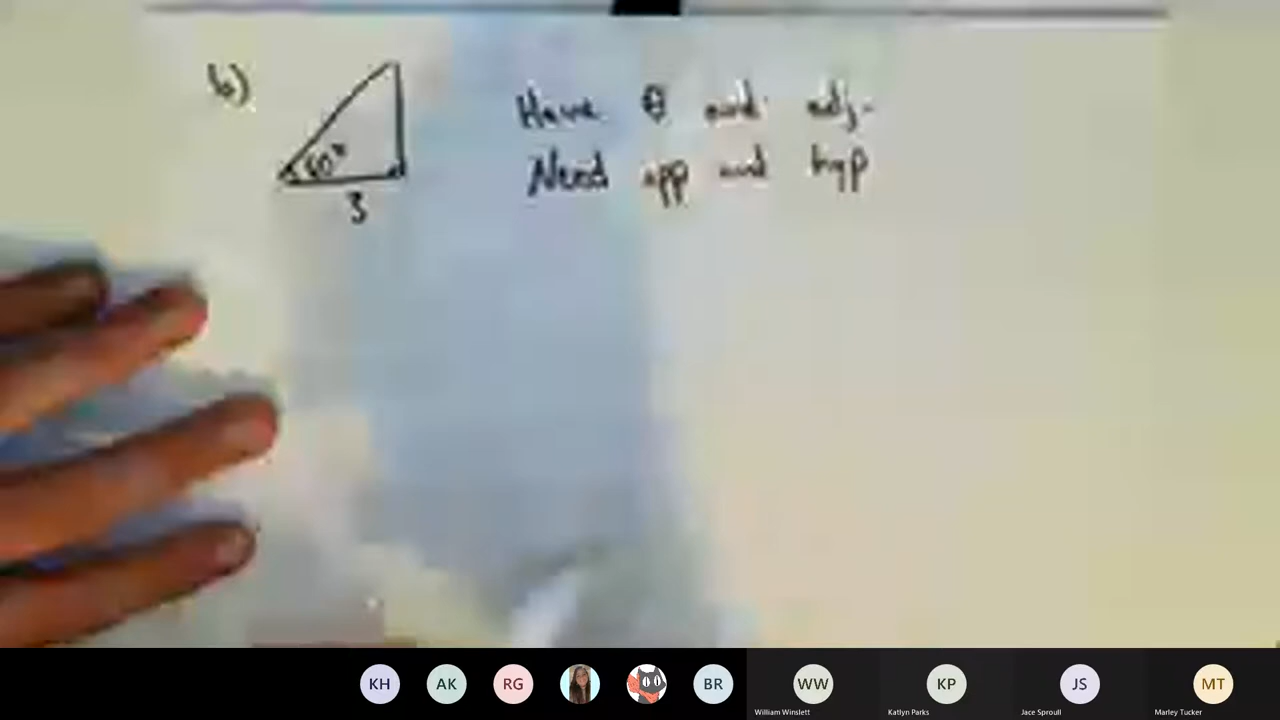 b)
60°
3
Have θ and adj.
Need opp and hyp
KH
AK
RG
BR
WW
KP
JS
MT
William Winslett
Katlyn Parks
Jace Sproull
Marley Tucker